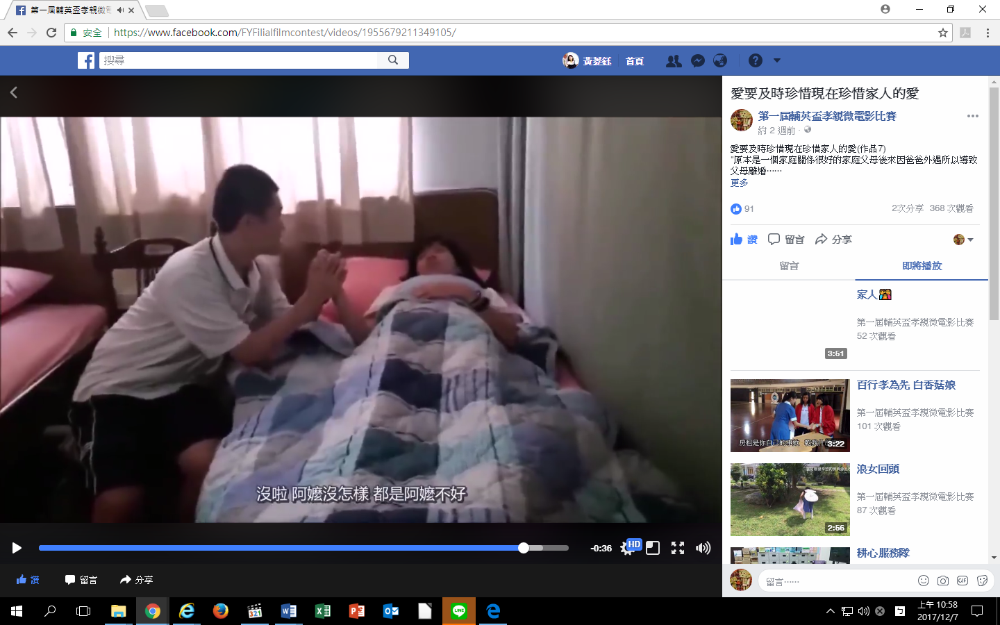 第一屆輔英盃孝親微電
安全
https://www.facebook.com/FYFilialfilmcontest/videos/1955679211349105/
搜尋
黃荾鈺
首頁
愛要及時珍惜現在珍惜家人的愛
第一屆輔英盃孝親微電影比賽
約 2 週前
愛要及時珍惜現在珍惜家人的愛(作品7)
"原本是一個家庭關係很好的家庭父母後來因爸爸外遇所以導致
父母離婚……
更多
91
2次分享 368 次觀看
讚 留言 分享
留言 即將播放
家人
第一屆輔英盃孝親微電影比賽
52 次觀看
3:51
百行孝為先 白香菇娘
第一屆輔英盃孝親微電影比賽
101 次觀看
房租是你自己的事欸
3:22
浪女回頭
第一屆輔英盃孝親微電影比賽
87 次觀看
2:56
耕心服務隊
沒啦 阿嬤沒怎樣 都是阿嬤不好
-0:36
HD
讚 留言 分享
留言……
GIF
321
LINE
上午 10:58
2017/12/7